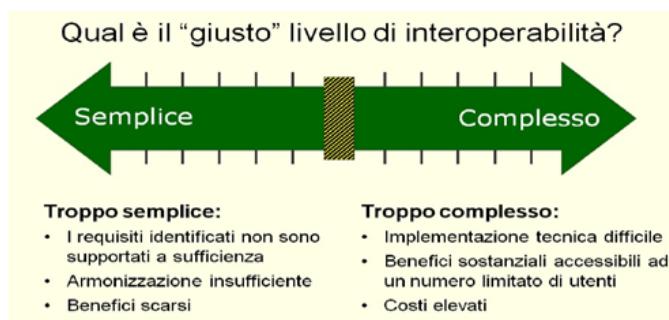 Qual è il “giusto” livello di interoperabilità?
Semplice
Complesso
Troppo semplice:
• I requisiti identificati non sono
supportati a sufficienza
• Armonizzazione insufficiente
• Benefici scarsi
Troppo complesso:
• Implementazione tecnica difficile
• Benefici sostanziali accessibili ad
un numero limitato di utenti
• Costi elevati